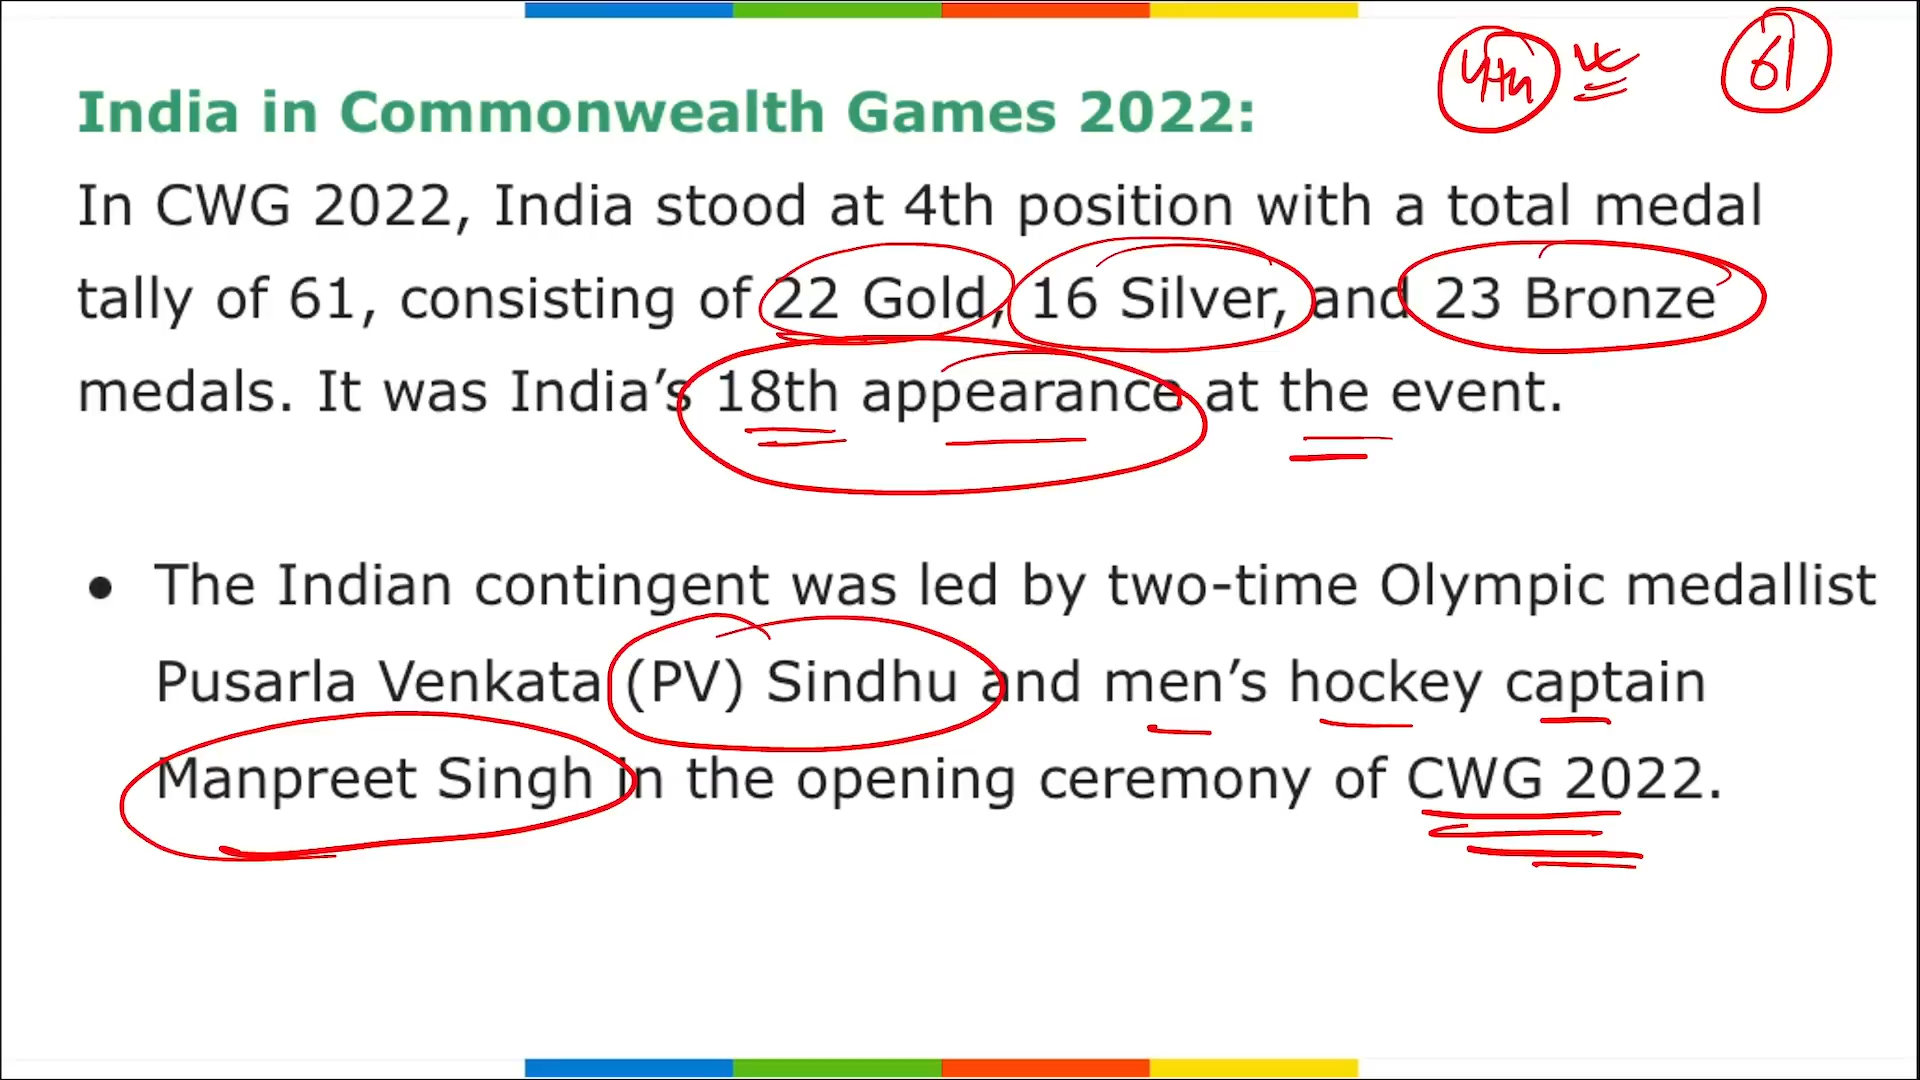 4th 61
India in Commonwealth Games 2022:
In CWG 2022, India stood at 4th position with a total medal
tally of 61, consisting of 22 Gold, 16 Silver, and 23 Bronze
medals. It was India’s 18th appearance at the event.
● The Indian contingent was led by two-time Olympic medallist
Pusarla Venkata (PV) Sindhu and men’s hockey captain
Manpreet Singh in the opening ceremony of CWG 2022.